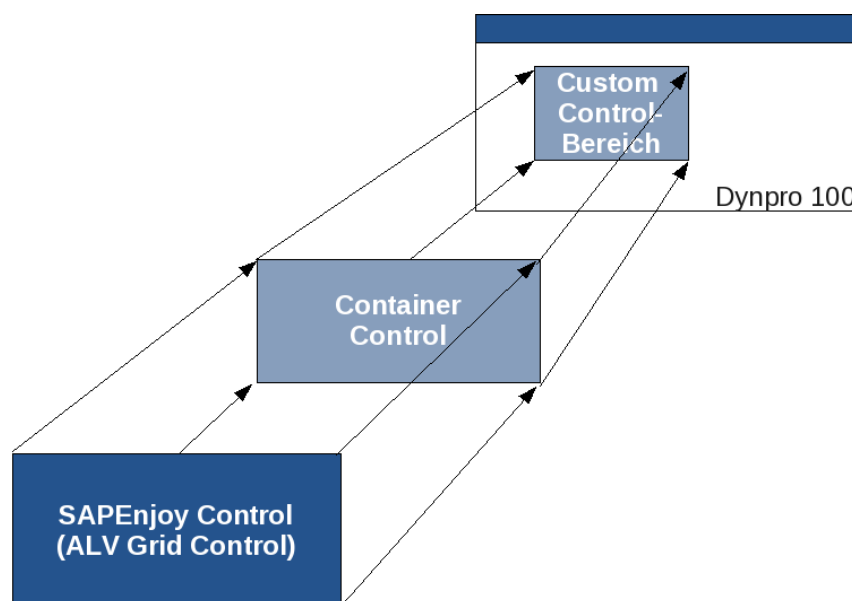 Custom
Control-
Bereich
Dynpro 100
Container
Control
SAPEnjoy Control
(ALV Grid Control)